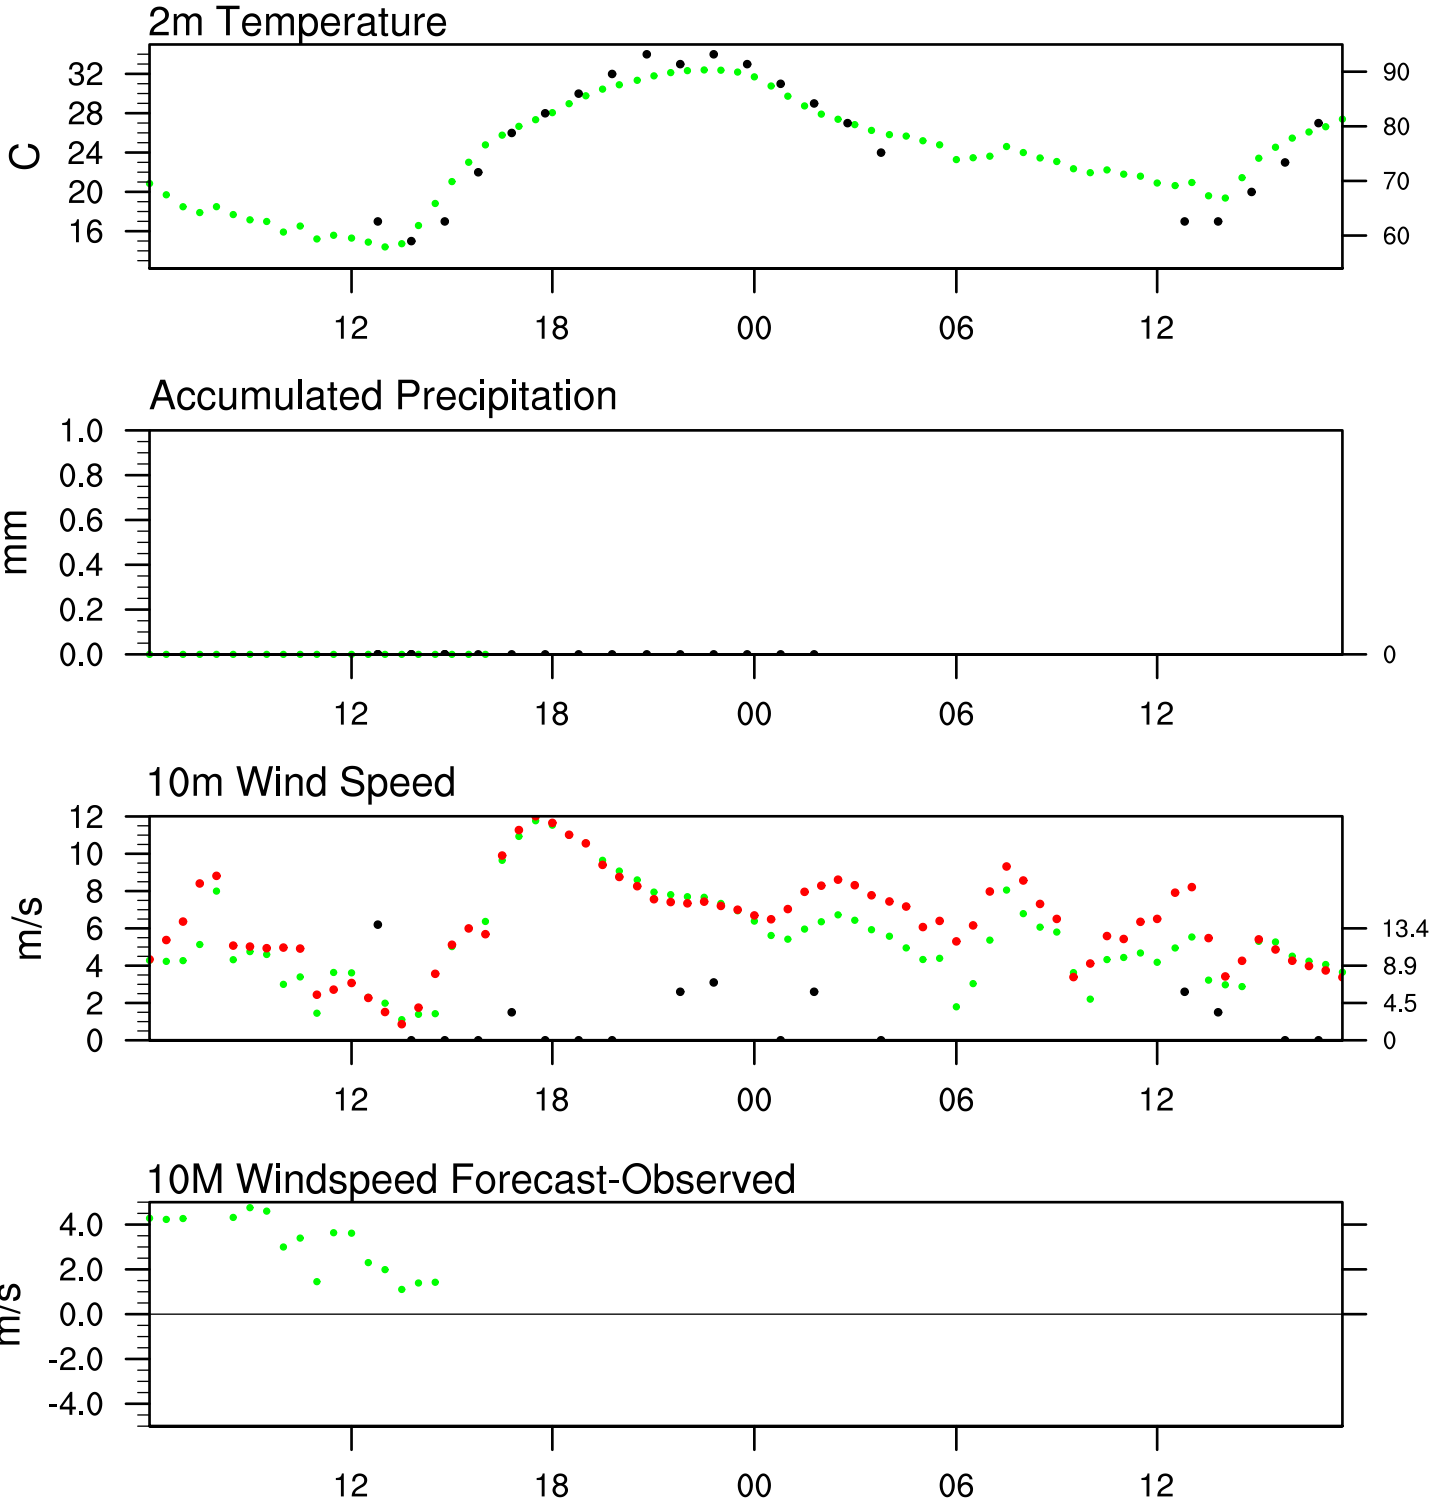 2m Temperature
32
28
24
20
16
C
90
80
70
60
12 18 00 06 12
Accumulated Precipitation
1.0
0.8
0.6
0.4
0.2
0.0
mm
0
12 18 00 06 12
10m Wind Speed
12
10
8
6
4
2
0
m/s
13.4
8.9
4.5
0
12 18 00 06 12
10M Windspeed Forecast-Observed
4.0
2.0
0.0
-2.0
-4.0
m/s
12 18 00 06 12